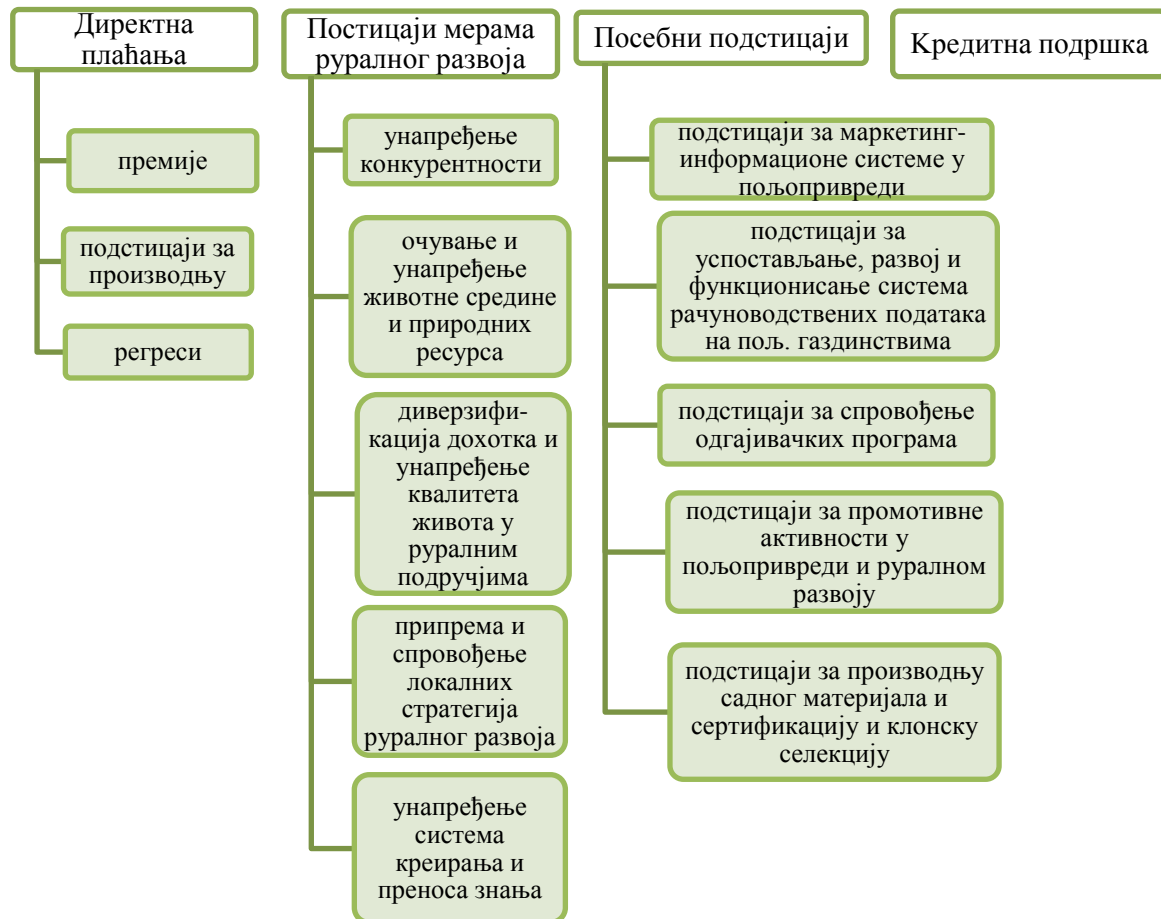 Директна
плаћања
премије
подстицаји за
производњу
регреси
Постицаји мерама
руралног развоја
унапређење
конкурентности
очување и
унапређење
животне средине
и природних
ресурса
диверзифи-
кација дохотка и
унапређење
квалитета
живота у
руралним
подручјима
припрема и
спровођење
локалних
стратегија
руралног развоја
унапређење
система
креирања и
преноса знања
Посебни подстицаји
подстицаји за маркетинг-
информационе системе у
пољопривреди
подстицаји за
успостављање, развој и
функционисање система
рачуноводствених података
на пољ. газдинствима
подстицаји за спровођење
одгајивачких програма
подстицаји за промотивне
активности у
пољопривреди и руралном
развоју
подстицаји за производњу
садног материјала и
сертификацију и клонску
селекцију
Кредитна подршка